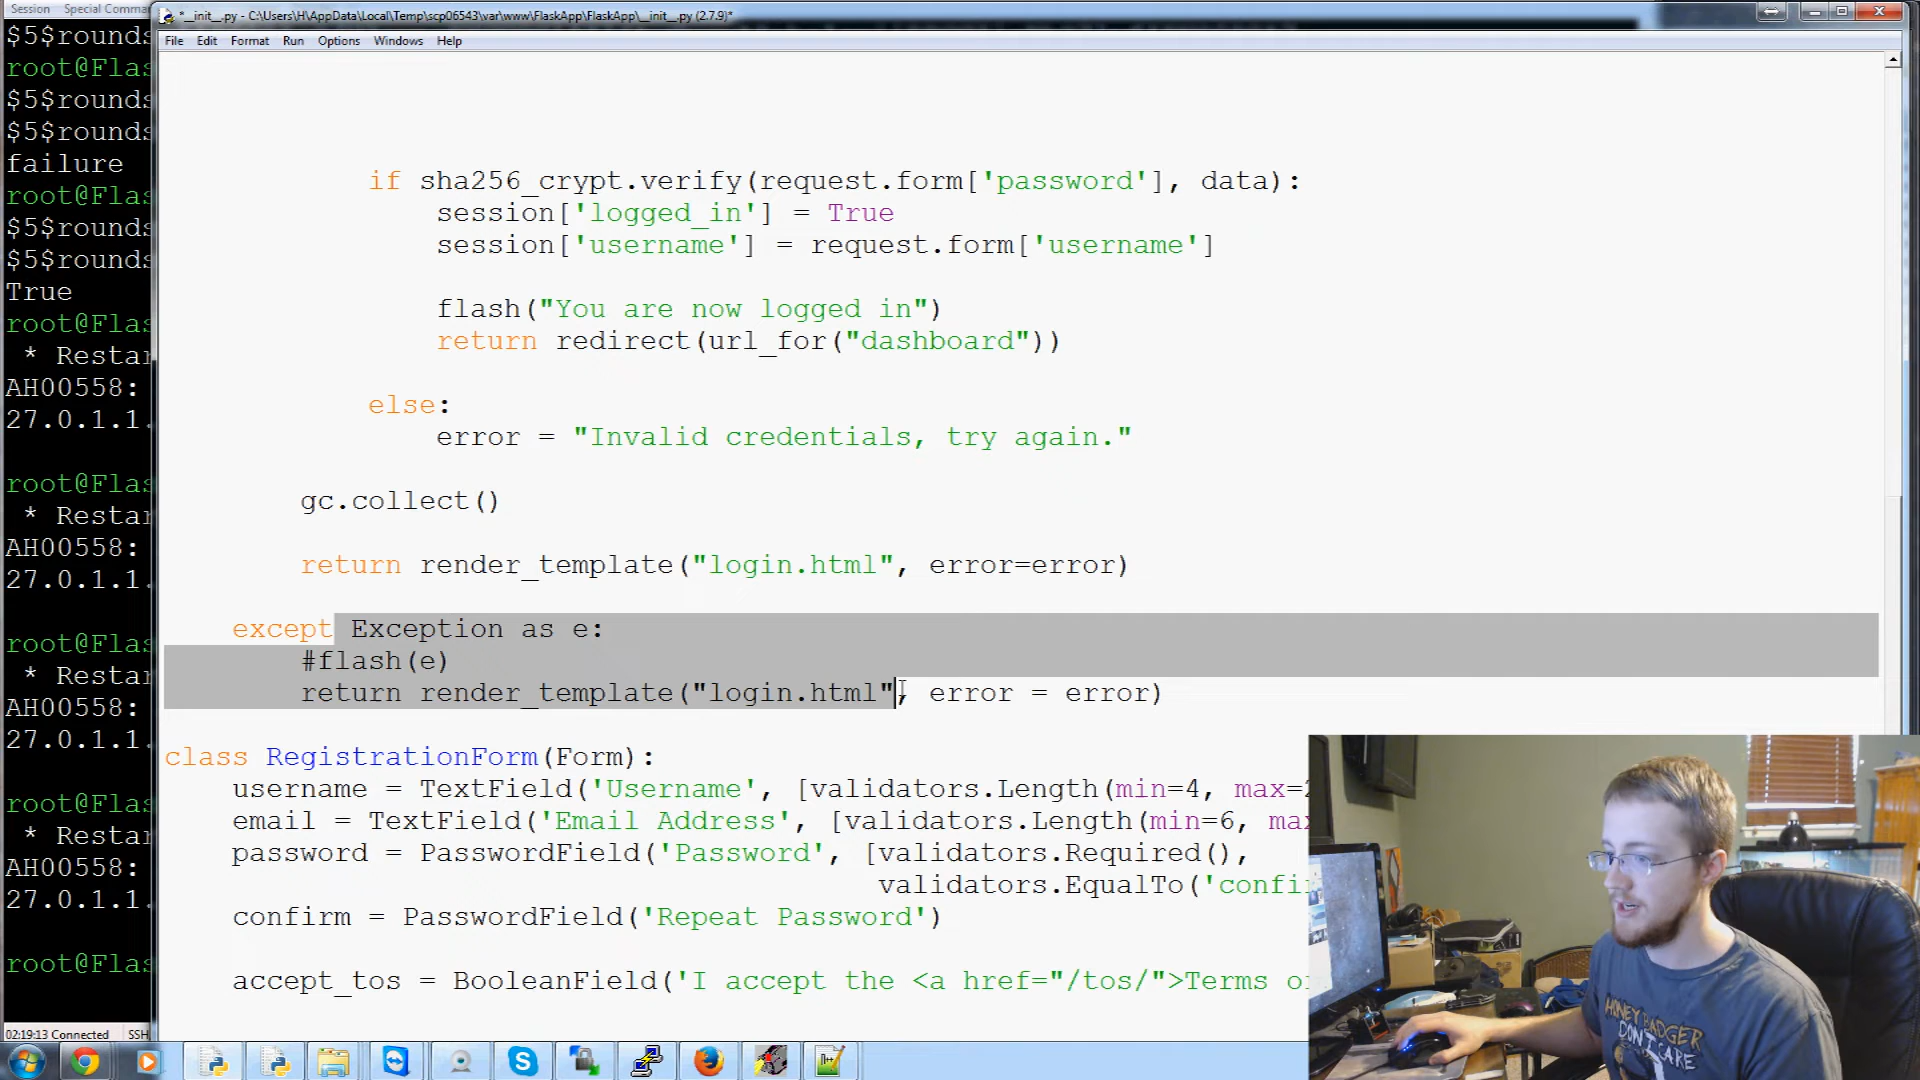 Session Special Comma
*__init__.py - C:\Users\H\AppData\Local\Temp\scp06543\var\www\FlaskApp\FlaskApp\__init__.py (2.7.9)*
File Edit Format Run Options Windows Help
$5$rounds
root@Flas
$5$rounds
$5$rounds
failure
root@Flas
$5$rounds
$5$rounds
True
root@Flas
* Restar
AH00558:
27.0.1.1.
root@Flas
* Restar
AH00558:
27.0.1.1.
root@Flas
* Restar
AH00558:
27.0.1.1.
root@Flas
* Restar
AH00558:
27.0.1.1.
root@Flas
02:19:13 Connected SSH
if sha256_crypt.verify(request.form['password'], data):
session['logged_in'] = True
session['username'] = request.form['username']
flash("You are now logged in")
return redirect(url_for("dashboard"))
else:
error = "Invalid credentials, try again."
gc.collect()
return render_template("login.html", error=error)
except Exception as e:
#flash(e)
return render_template("login.html", error = error)
class RegistrationForm(Form):
username = TextField('Username', [validators.Length(min=4, max=2
email = TextField('Email Address', [validators.Length(min=6, max
password = PasswordField('Password', [validators.Required(),
validators.EqualTo('confi
confirm = PasswordField('Repeat Password')
accept_tos = BooleanField('I accept the <a href="/tos/">Terms o
HONEY BADGER
DON'T CARE